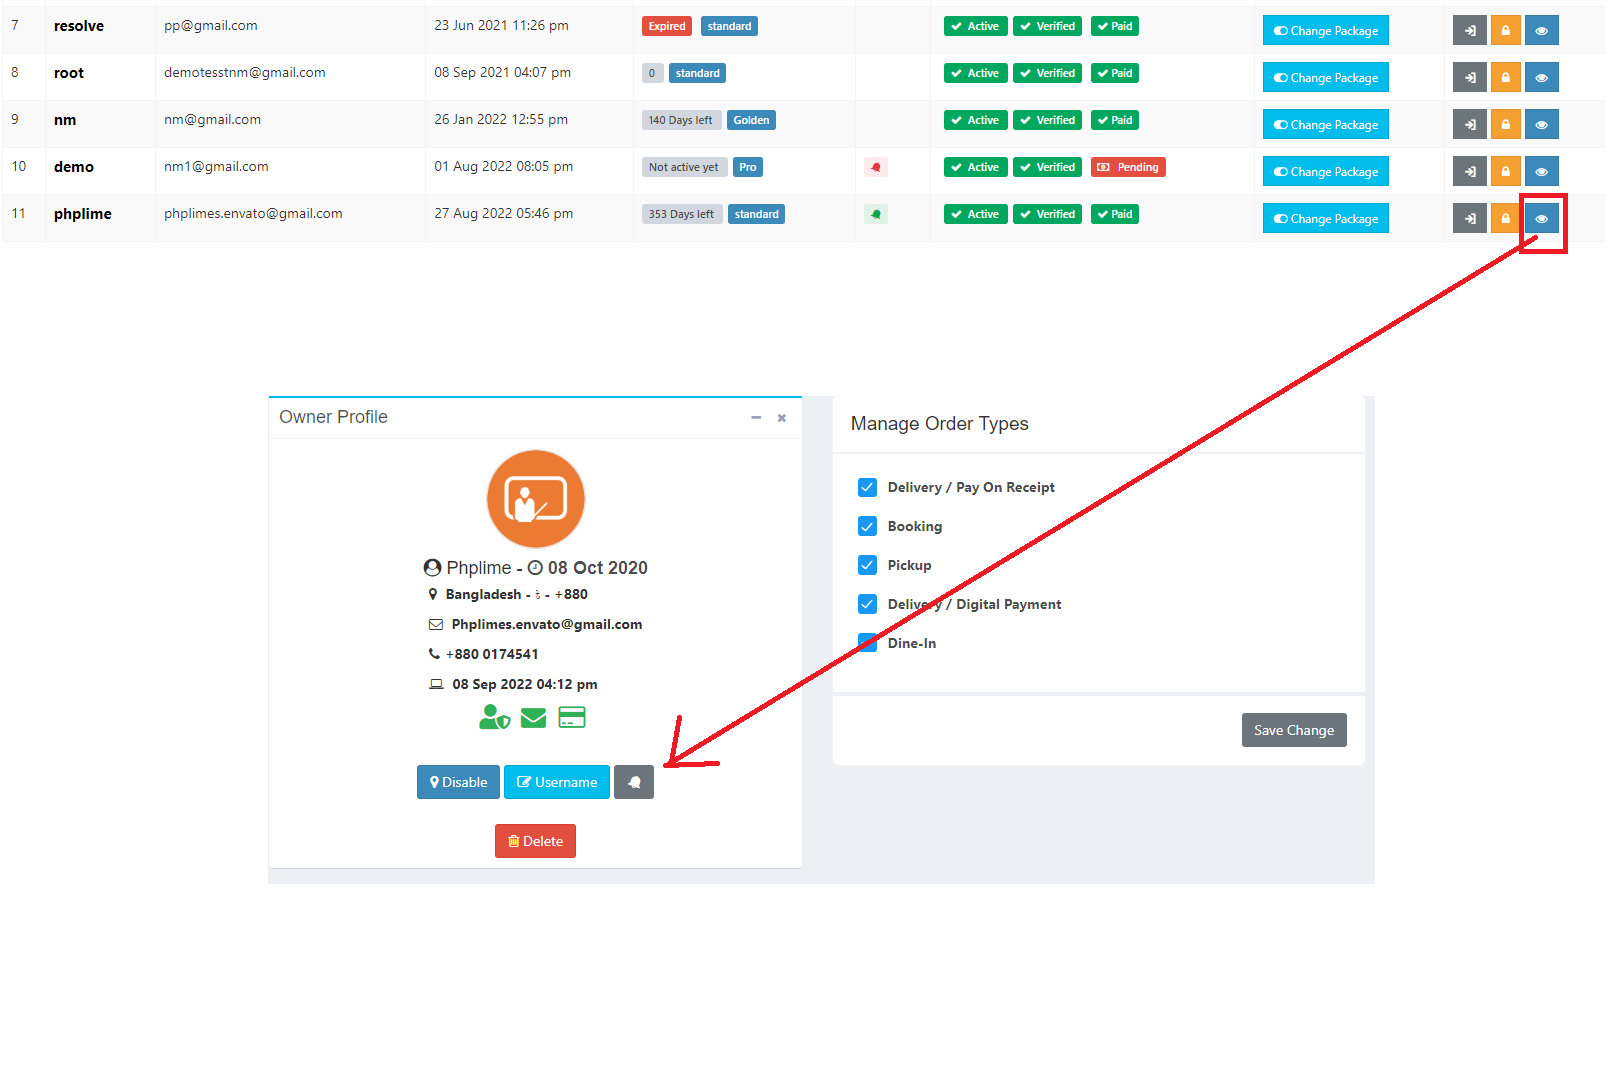 7 resolve pp@gmail.com 23 Jun 2021 11:26 pm Expired standard Active Verified Paid Change Package
8 root demotesstnm@gmail.com 08 Sep 2021 04:07 pm 0 standard Active Verified Paid Change Package
9 nm nm@gmail.com 26 Jan 2022 12:55 pm 140 Days left Golden Active Verified Paid Change Package
10 demo nm1@gmail.com 01 Aug 2022 08:05 pm Not active yet Pro Active Verified Pending Change Package
11 phplime phplimes.envato@gmail.com 27 Aug 2022 05:46 pm 353 Days left standard Active Verified Paid Change Package
Owner Profile
Phplime - 08 Oct 2020
Bangladesh - ৳ - +880
Phplimes.envato@gmail.com
+880 0174541
08 Sep 2022 04:12 pm
Disable Username
Delete
Manage Order Types
Delivery / Pay On Receipt
Booking
Pickup
Delivery / Digital Payment
Dine-In
Save Change